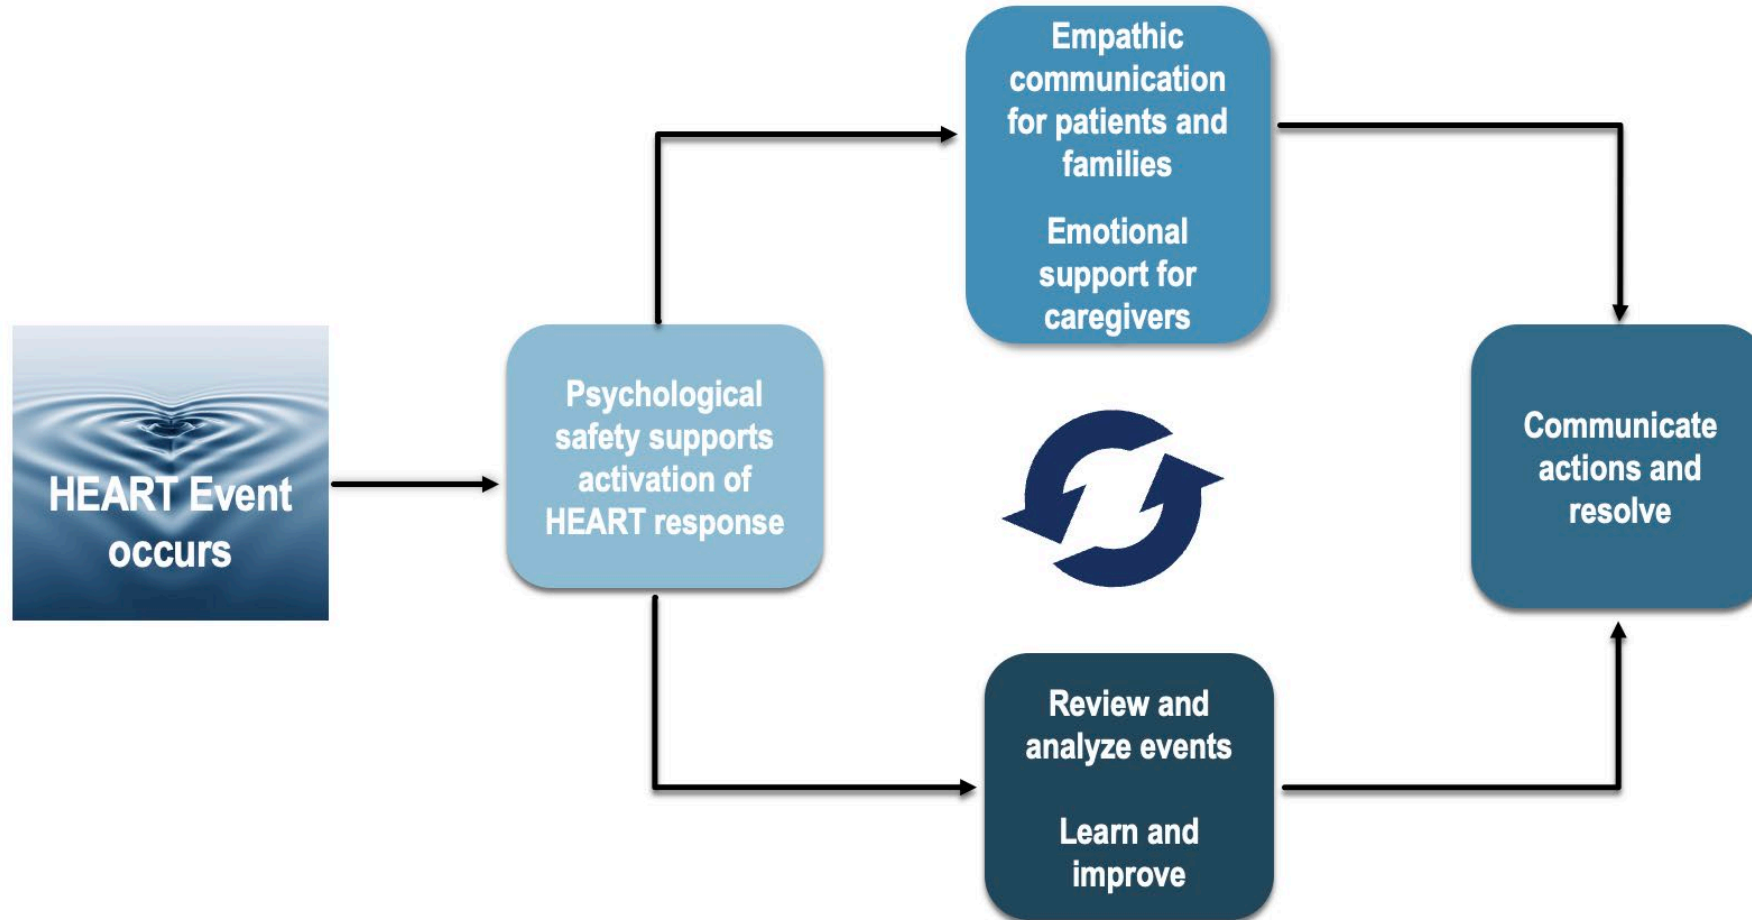 HEART Event
occurs
Psychological
safety supports
activation of
HEART response
Empathic
communication
for patients and
families
Emotional
support for
caregivers
Review and
analyze events
Learn and
improve
Communicate
actions and
resolve